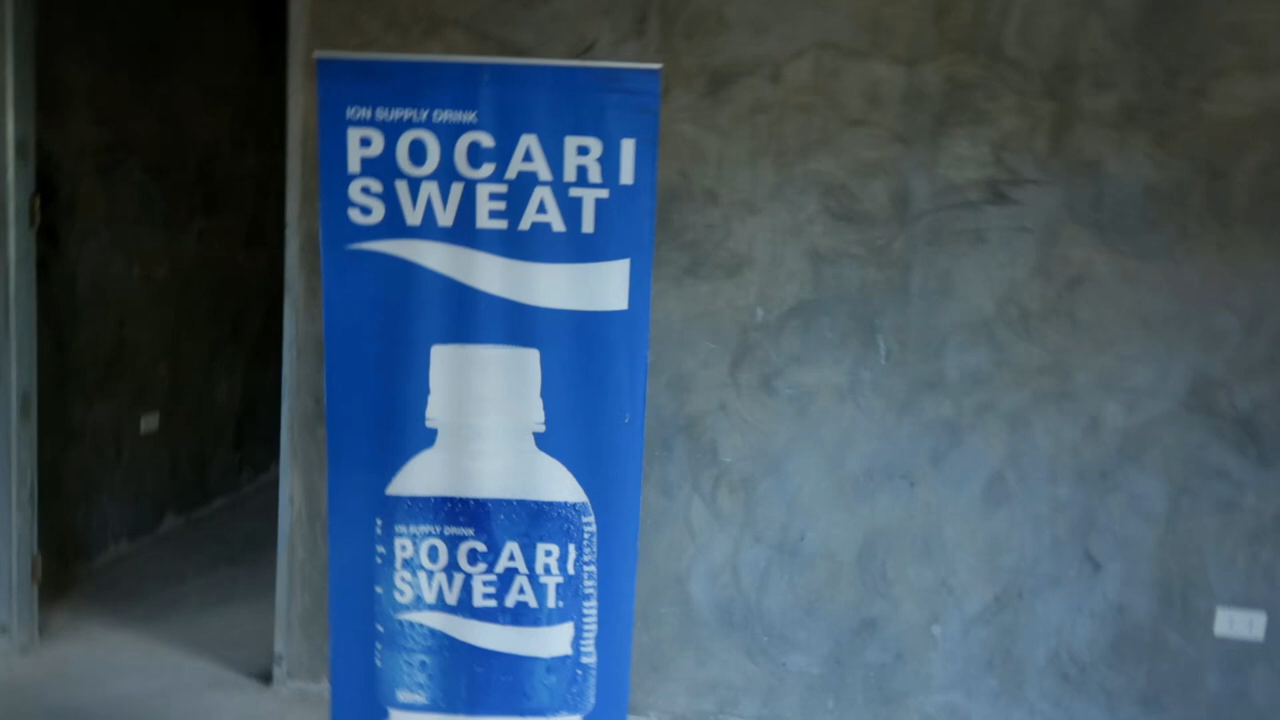 ION SUPPLY DRINK
POCARI
SWEAT
ION SUPPLY DRINK
POCARI
SWEAT